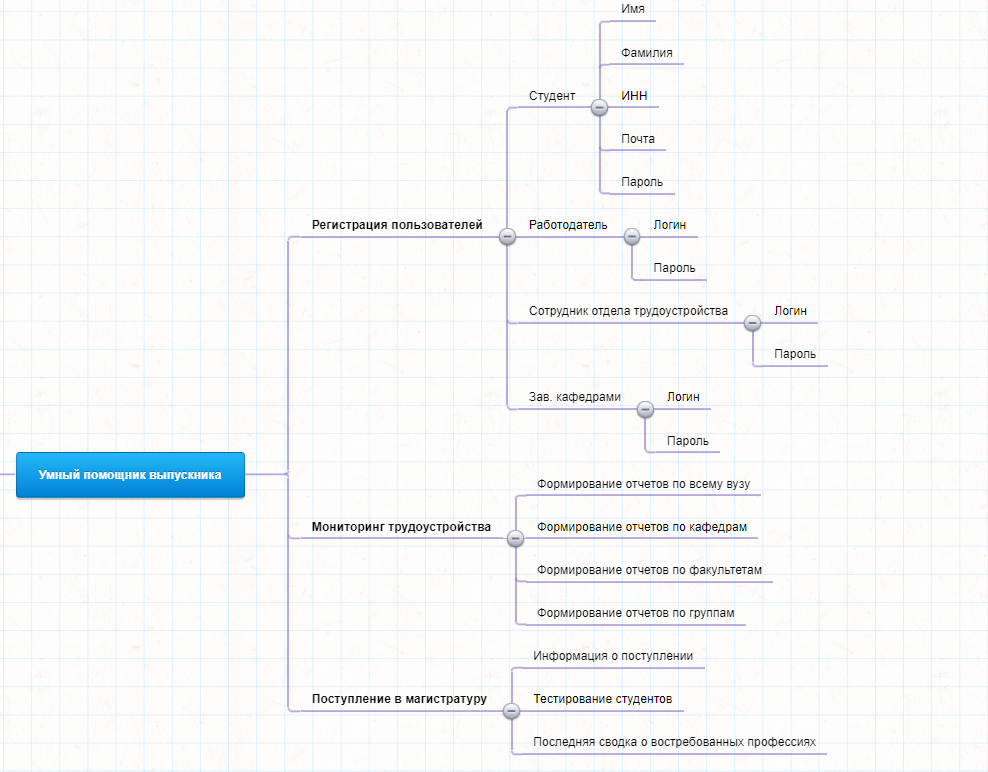 Умный помощник выпускника
Регистрация пользователей
Студент
Имя
Фамилия
ИНН
Почта
Пароль
Работодатель
Логин
Пароль
Сотрудник отдела трудоустройства
Логин
Пароль
Зав. кафедрами
Логин
Пароль
Мониторинг трудоустройства
Формирование отчетов по всему вузу
Формирование отчетов по кафедрам
Формирование отчетов по факультетам
Формирование отчетов по группам
Поступление в магистратуру
Информация о поступлении
Тестирование студентов
Последняя сводка о востребованных профессиях